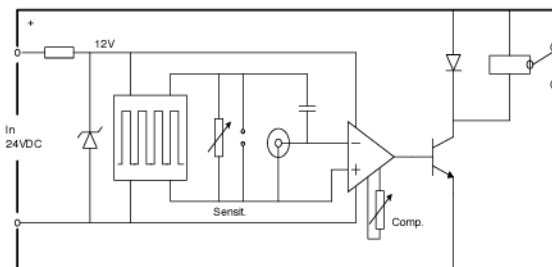 +
12V
In
24VDC
−
+
Sensit.
Comp.